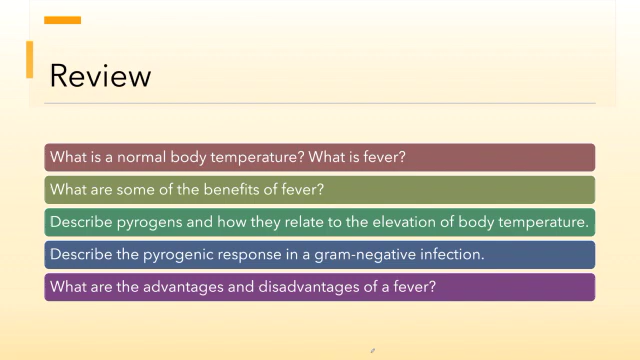 Review
What is a normal body temperature? What is fever?
What are some of the benefits of fever?
Describe pyrogens and how they relate to the elevation of body temperature.
Describe the pyrogenic response in a gram-negative infection.
What are the advantages and disadvantages of a fever?